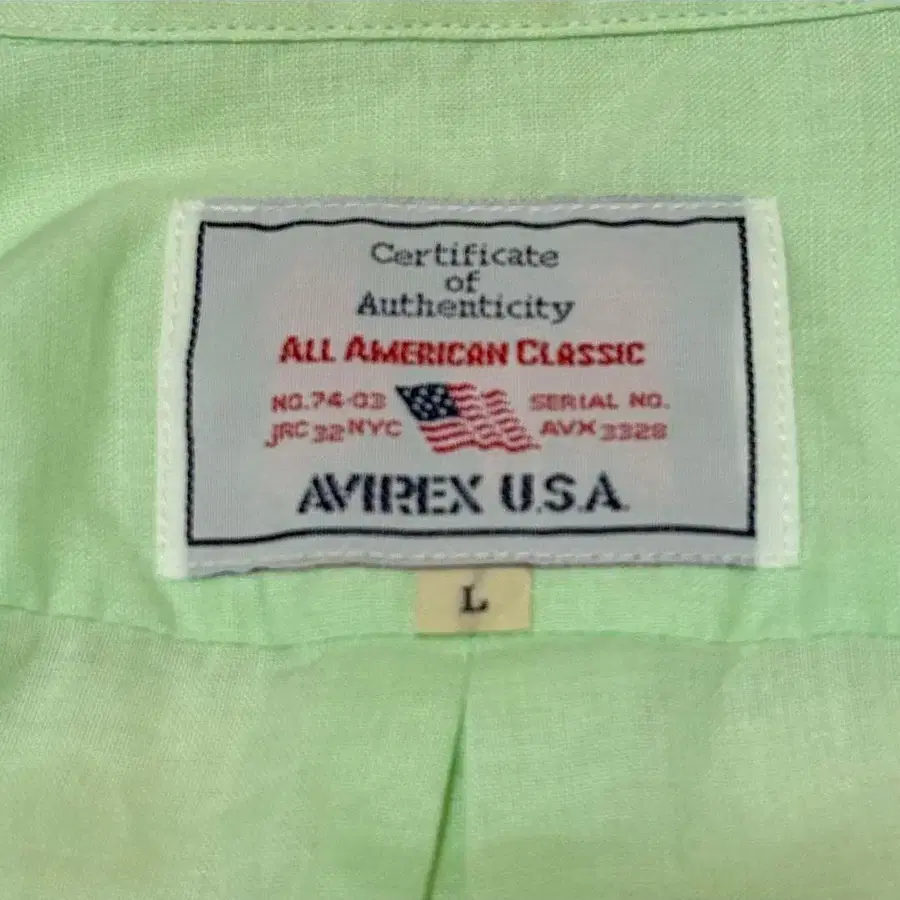 Certificate
of
Authenticity
ALL AMERICAN CLASSIC
NO.74-03 SERIAL NO.
JRC 32 NYC AVX 3328
AVIREX U.S.A.
L